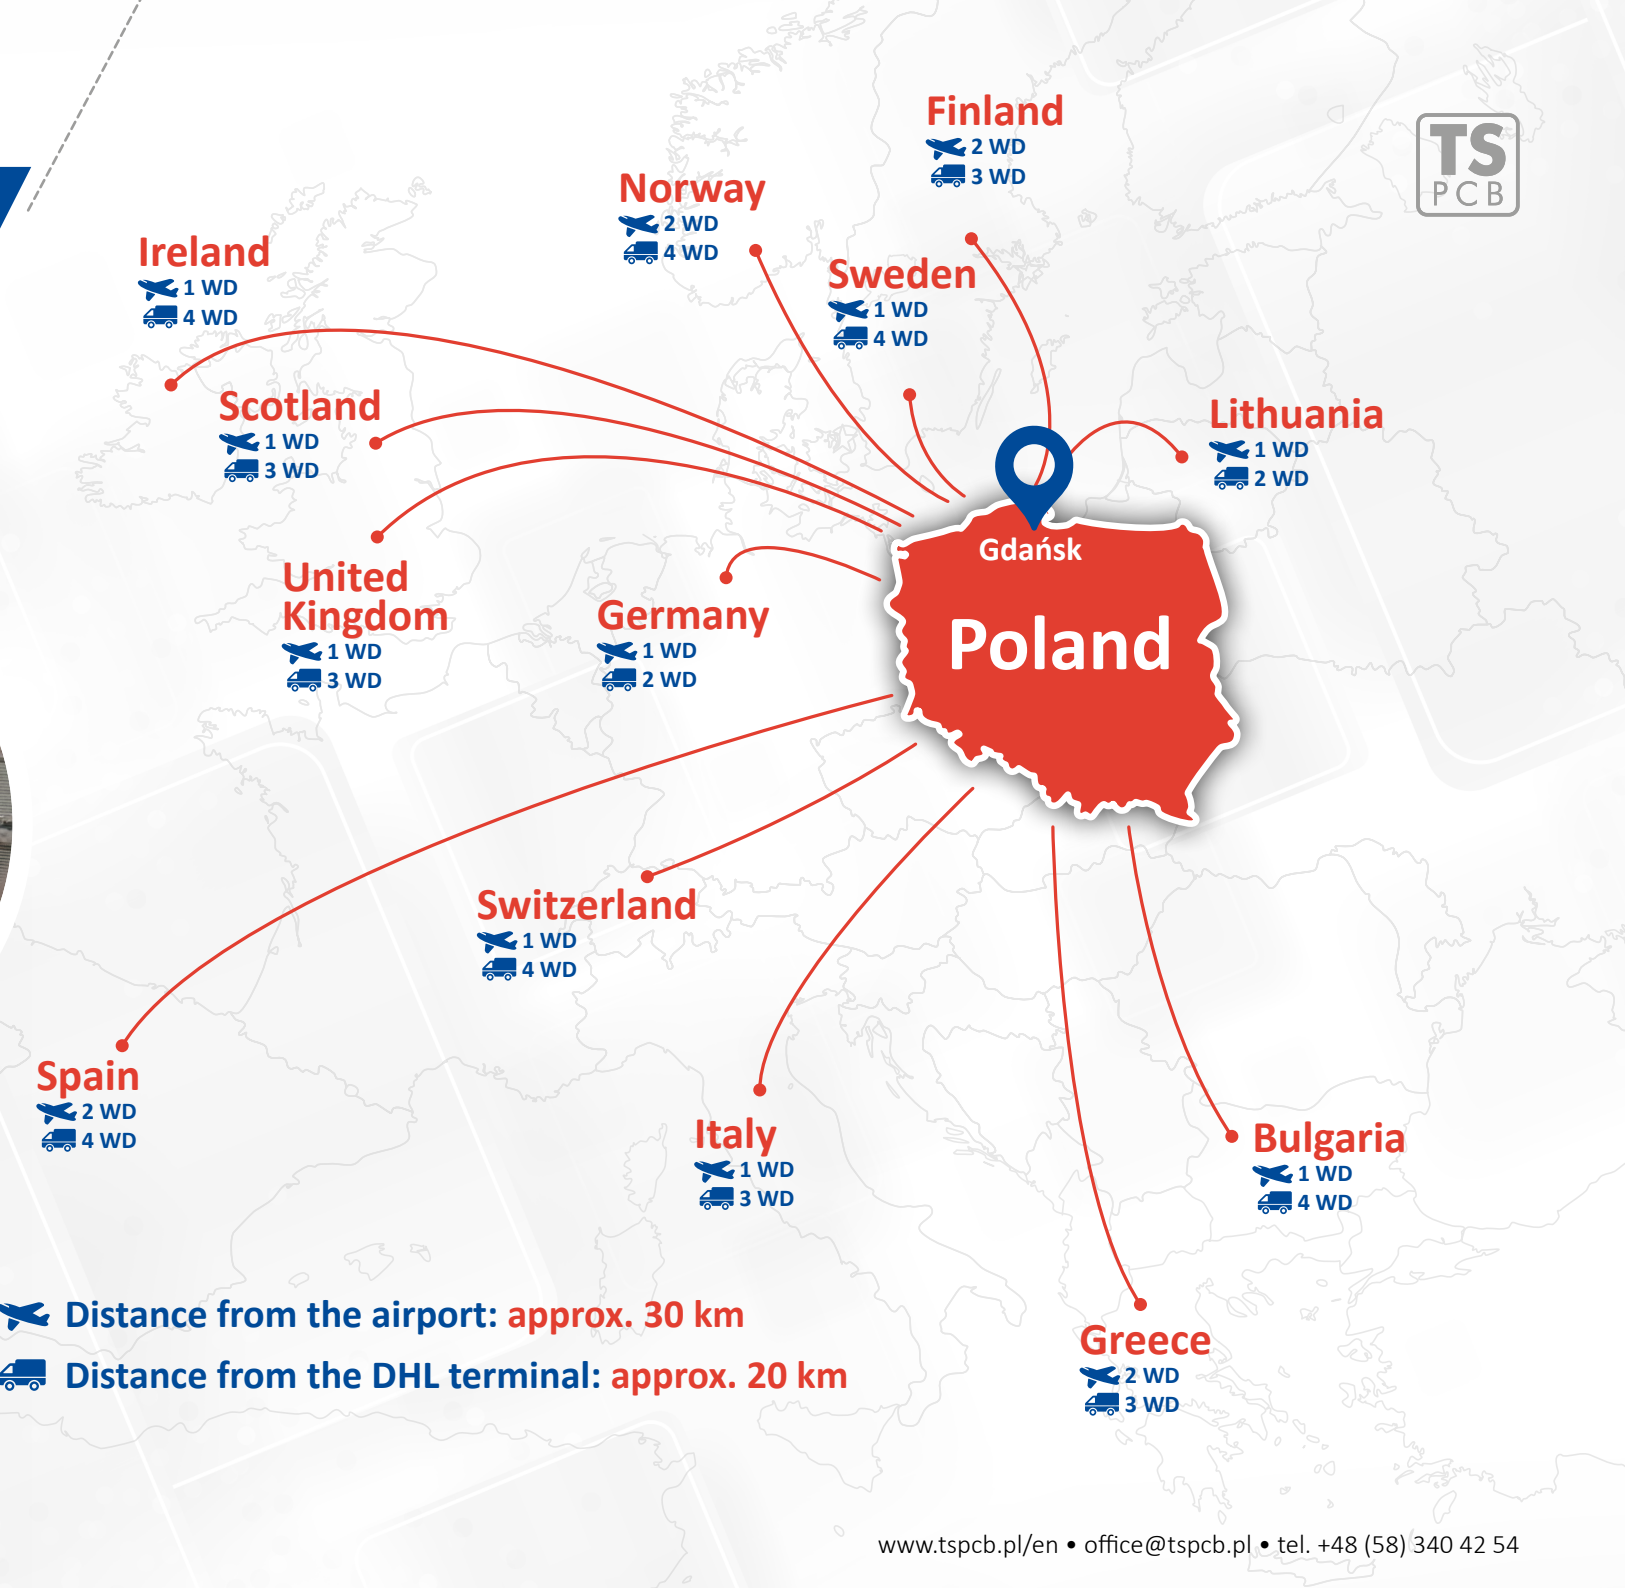 Finland
2 WD
3 WD
TS
PCB
Norway
2 WD
4 WD
Ireland
1 WD
4 WD
Sweden
1 WD
4 WD
Scotland
1 WD
3 WD
Lithuania
1 WD
2 WD
Gdańsk
Poland
United
Kingdom
1 WD
3 WD
Germany
1 WD
2 WD
Switzerland
1 WD
4 WD
Spain
2 WD
4 WD
Italy
1 WD
3 WD
Bulgaria
1 WD
4 WD
Greece
2 WD
3 WD
Distance from the airport: approx. 30 km
Distance from the DHL terminal: approx. 20 km
www.tspcb.pl/en • office@tspcb.pl • tel. +48 (58) 340 42 54